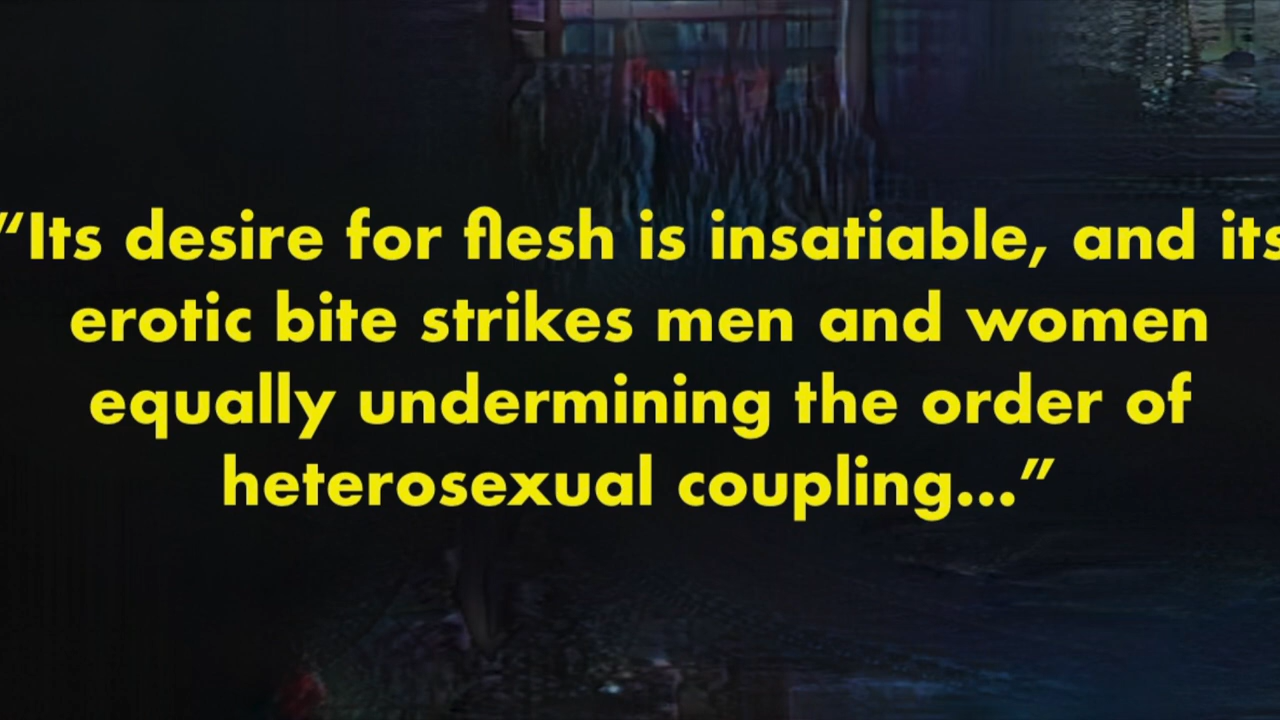 “Its desire for flesh is insatiable, and its
erotic bite strikes men and women
equally undermining the order of
heterosexual coupling...”